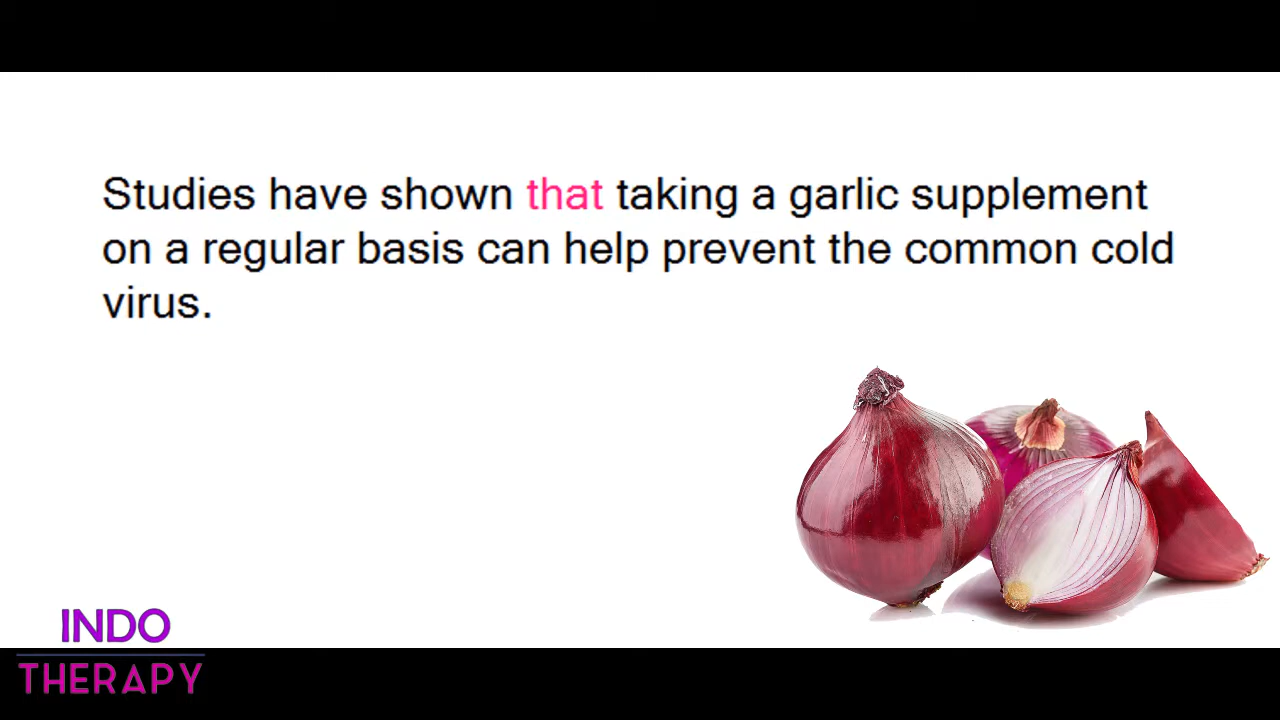 Studies have shown that taking a garlic supplement
on a regular basis can help prevent the common cold
virus.
INDO
THERAPY